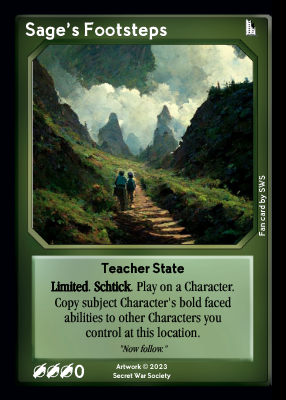 Sage's Footsteps
Fan card by SWS
Teacher State
Limited. Schtick. Play on a Character.
Copy subject Character's bold faced
abilities to other Characters you
control at this location.
"Now follow."
Artwork © 2023
Secret War Society
0